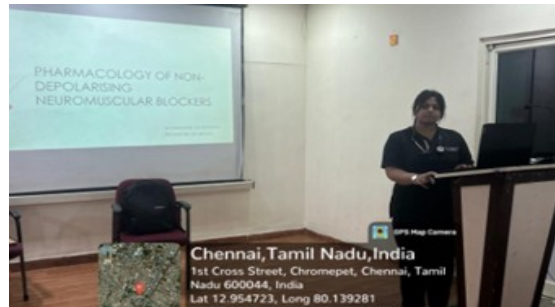 PHARMACOLOGY OF NON-
DEPOLARISING
NEUROMUSCULAR BLOCKERS
GPS Map Camera
Chennai,Tamil Nadu,India
1st Cross Street, Chromepet, Chennai, Tamil
Nadu 600044, India
Lat 12.954723, Long 80.139281